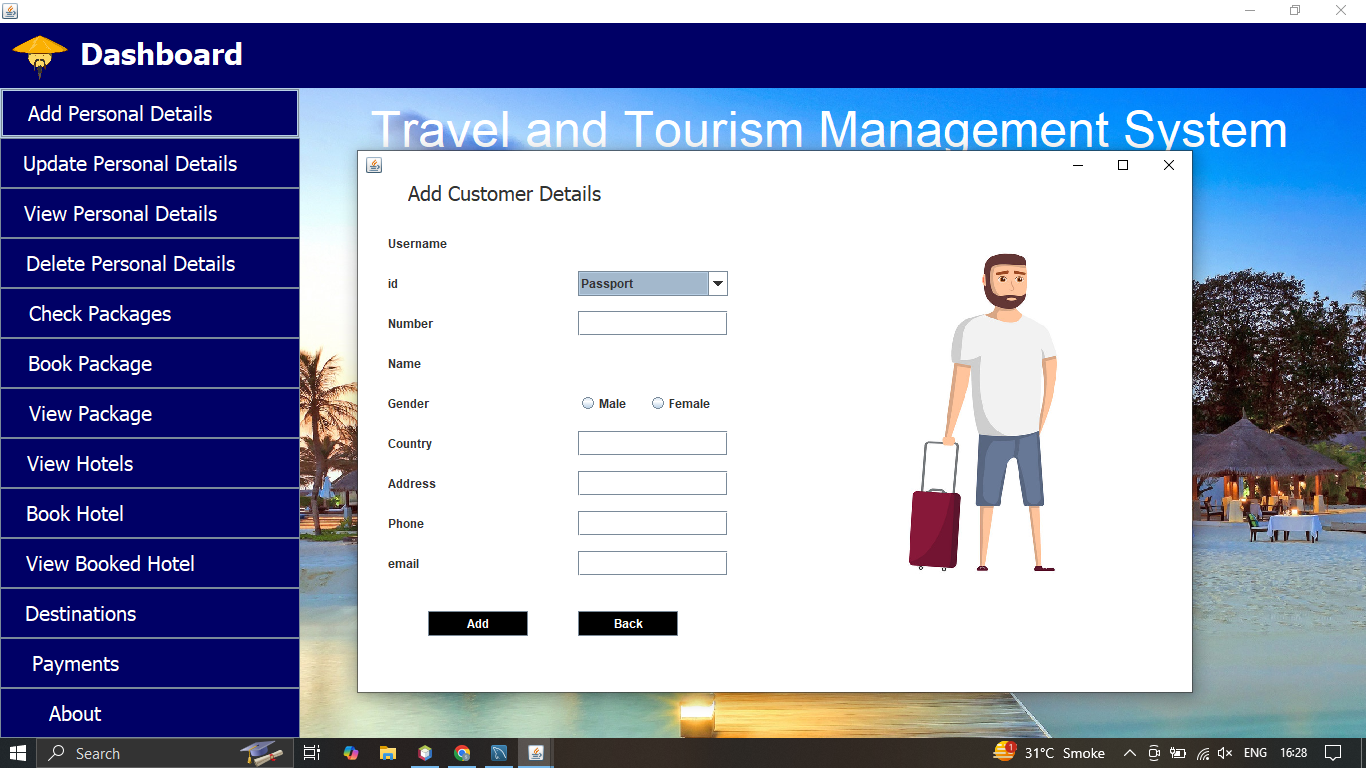 Dashboard
Add Personal Details
Update Personal Details
View Personal Details
Delete Personal Details
Check Packages
Book Package
View Package
View Hotels
Book Hotel
View Booked Hotel
Destinations
Payments
About
Travel and Tourism Management System
Add Customer Details
Username
id Passport
Number
Name
Gender Male Female
Country
Address
Phone
email
Add Back
Search 1 31°C Smoke ENG 16:28